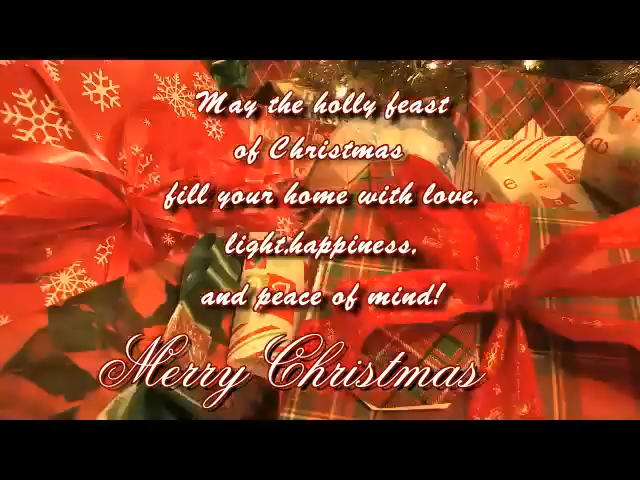 May the holly feast
of Christmas
fill your home with love,
light,happiness,
and peace of mind!
Merry Christmas